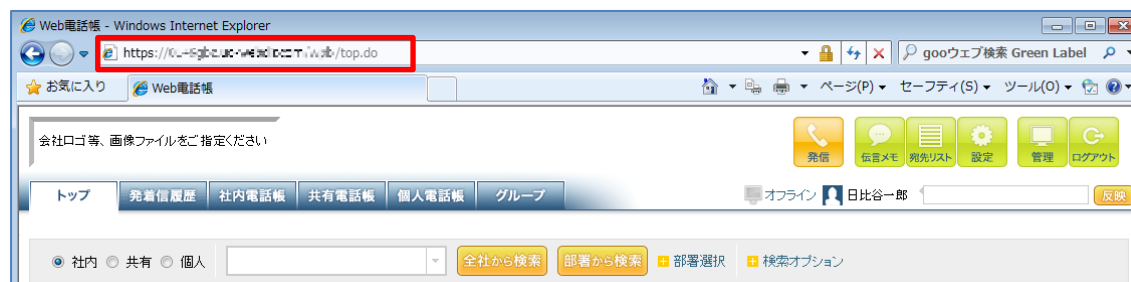 Web電話帳 - Windows Internet Explorer
https:// /top.do
gooウェブ検索 Green Label
お気に入り Web電話帳 ページ(P) セーフティ(S) ツール(O)
会社ロゴ等、画像ファイルをご指定ください
発信 伝言メモ 宛先リスト 設定 管理 ログアウト
トップ 発着信履歴 社内電話帳 共有電話帳 個人電話帳 グループ オフライン 日比谷一郎 反映
社内 共有 個人 全社から検索 部署から検索 部署選択 検索オプション